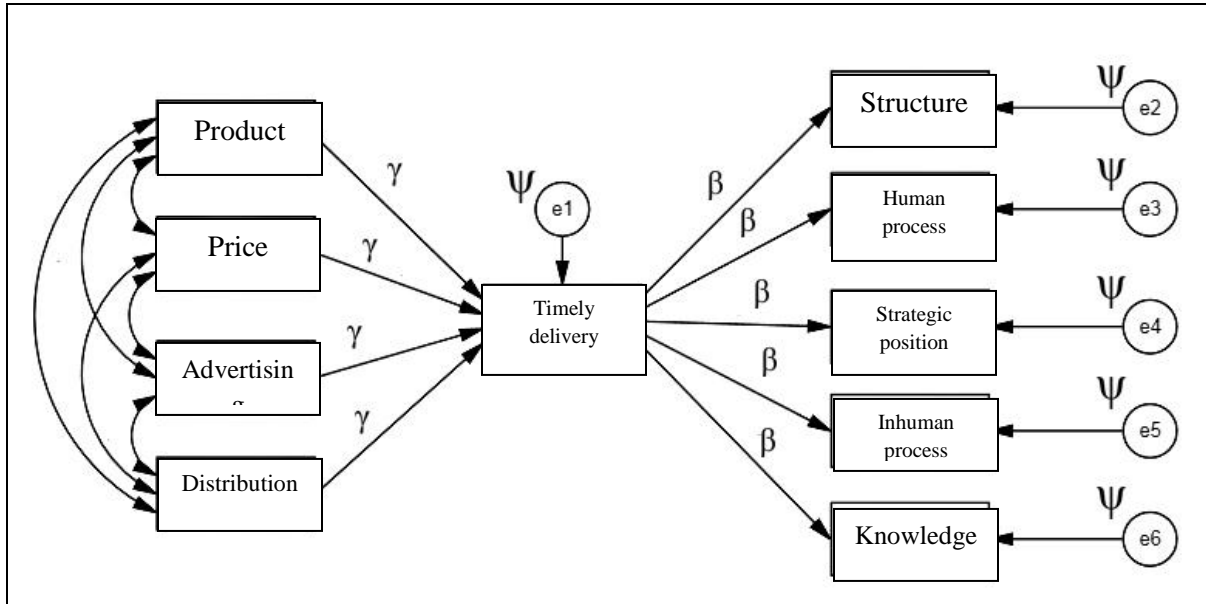 Product
Price
Advertisin
Distribution
γ
γ
γ
γ
ψ
e1
Timely
delivery
β
β
β
β
β
Structure
Human
process
Strategic
position
Inhuman
process
Knowledge
ψ
e2
ψ
e3
ψ
e4
ψ
e5
ψ
e6